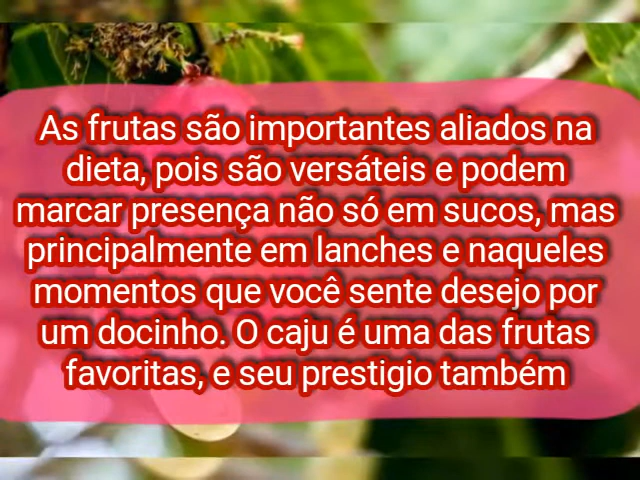 As frutas são importantes aliados na
dieta, pois são versáteis e podem
marcar presença não só em sucos, mas
principalmente em lanches e naqueles
momentos que você sente desejo por
um docinho. O caju é uma das frutas
favoritas, e seu prestigio também